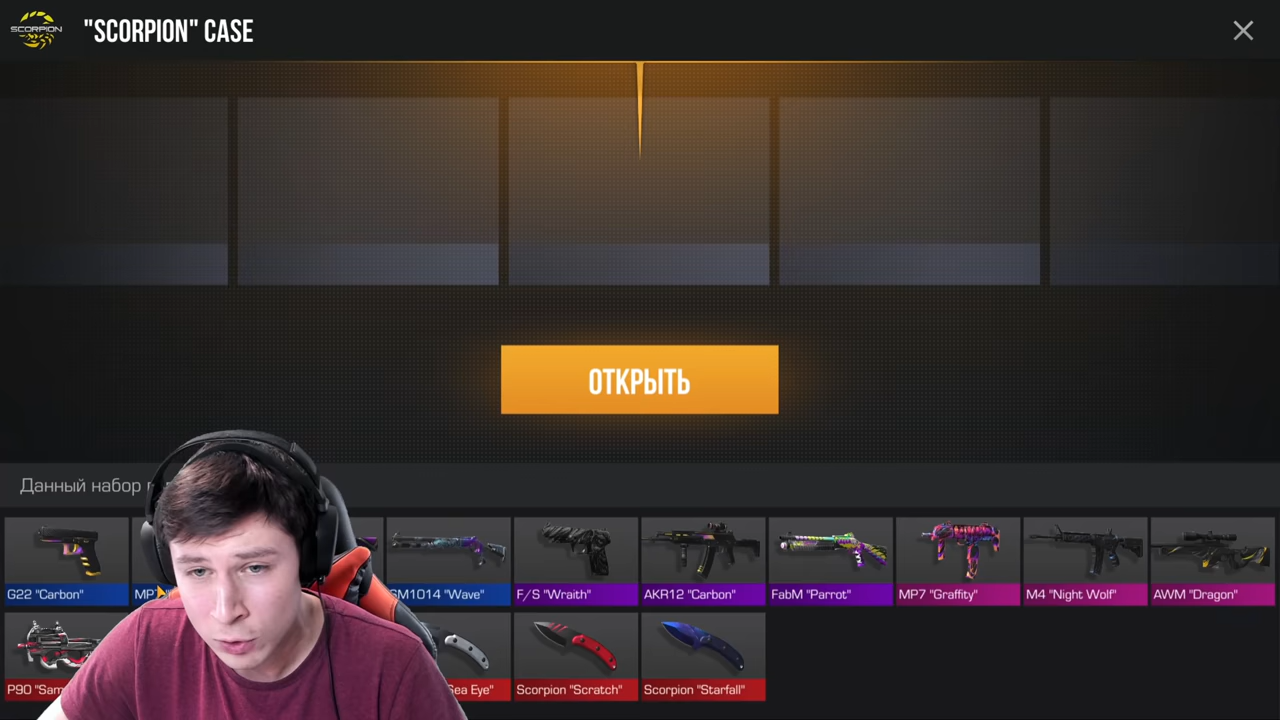 SCORPION
"SCORPION" CASE
ОТКРЫТЬ
Данный набор
G22 "Carbon"
SM1014 "Wave"
F/S "Wraith"
AKR12 "Carbon"
FabM "Parrot"
MP7 "Graffity"
M4 "Night Wolf"
AWM "Dragon"
P90
Sea Eye"
Scorpion "Scratch"
Scorpion "Starfall"